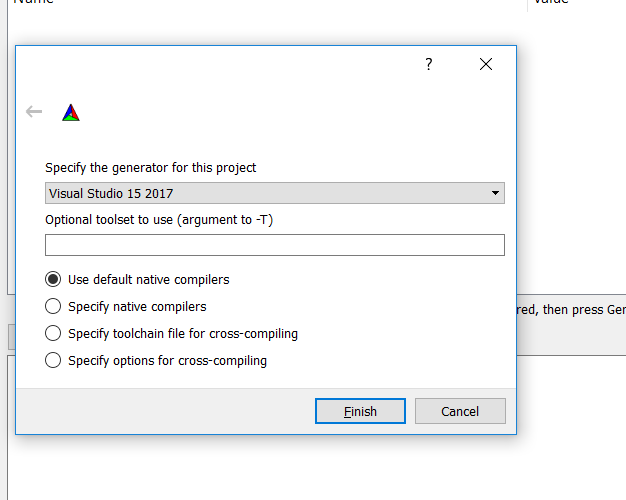 Name Value
?
Specify the generator for this project
Visual Studio 15 2017
Optional toolset to use (argument to -T)
Use default native compilers
Specify native compilers
red, then press Ger
Specify toolchain file for cross-compiling
Specify options for cross-compiling
Finish Cancel